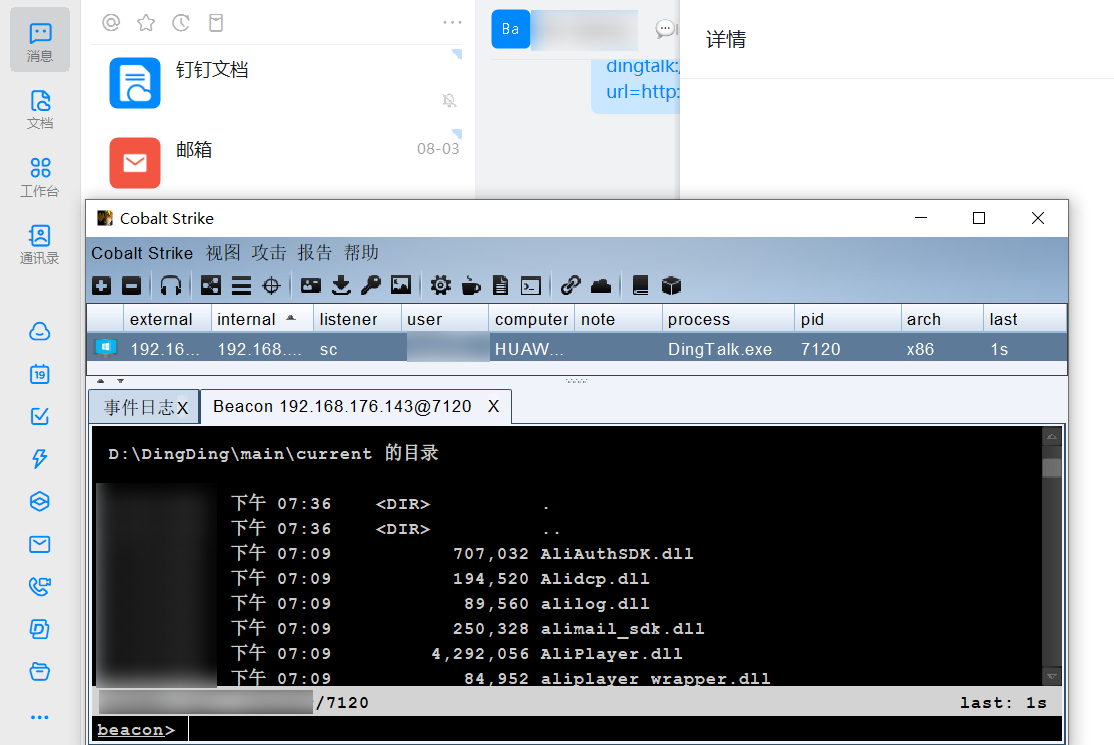 消息
文档
工作台
通讯录
19
钉钉文档
邮箱
08-03
Ba
dingtalk:
url=http:
详情
Cobalt Strike
Cobalt Strike 视图 攻击 报告 帮助
external internal listener user computer note process pid arch last
192.16... 192.168.... sc HUAW... DingTalk.exe 7120 x86 1s
事件日志 X Beacon 192.168.176.143@7120 X
D:\DingDing\main\current 的目录
下午 07:36 <DIR> .
下午 07:36 <DIR> ..
下午 07:09 707,032 AliAuthSDK.dll
下午 07:09 194,520 Alidcp.dll
下午 07:09 89,560 alilog.dll
下午 07:09 250,328 alimail_sdk.dll
下午 07:09 4,292,056 AliPlayer.dll
下午 07:09 84,952 aliplayer_wrapper.dll
/7120 last: 1s
beacon>